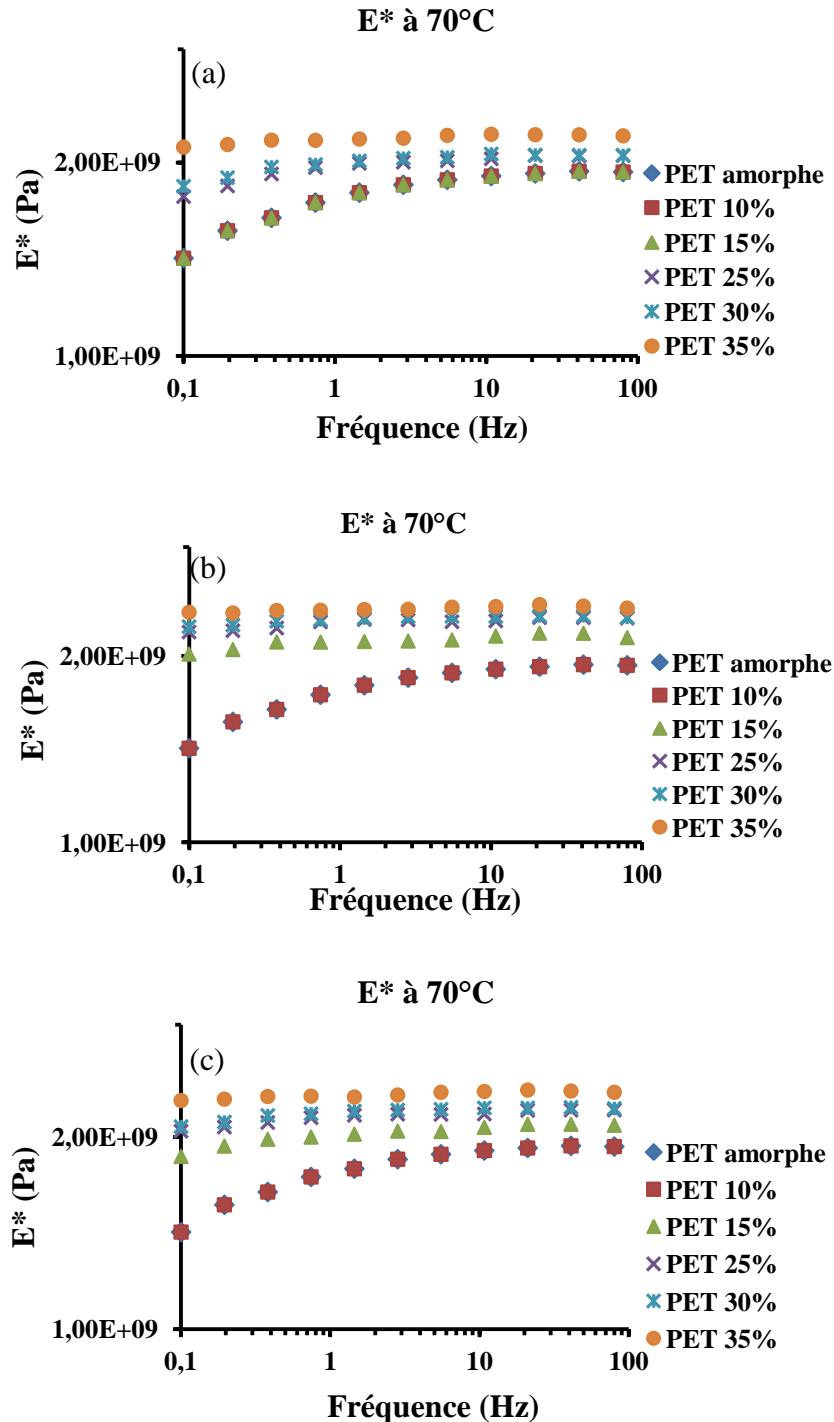 E* à 70°C
(a)
2,00E+09
1,00E+09
E* (Pa)
0,1
1
10
100
Fréquence (Hz)
PET amorphe
PET 10%
PET 15%
PET 25%
PET 30%
PET 35%
E* à 70°C
(b)
2,00E+09
1,00E+09
E* (Pa)
0,1
1
10
100
Fréquence (Hz)
PET amorphe
PET 10%
PET 15%
PET 25%
PET 30%
PET 35%
E* à 70°C
(c)
2,00E+09
1,00E+09
E* (Pa)
0,1
1
10
100
Fréquence (Hz)
PET amorphe
PET 10%
PET 15%
PET 25%
PET 30%
PET 35%